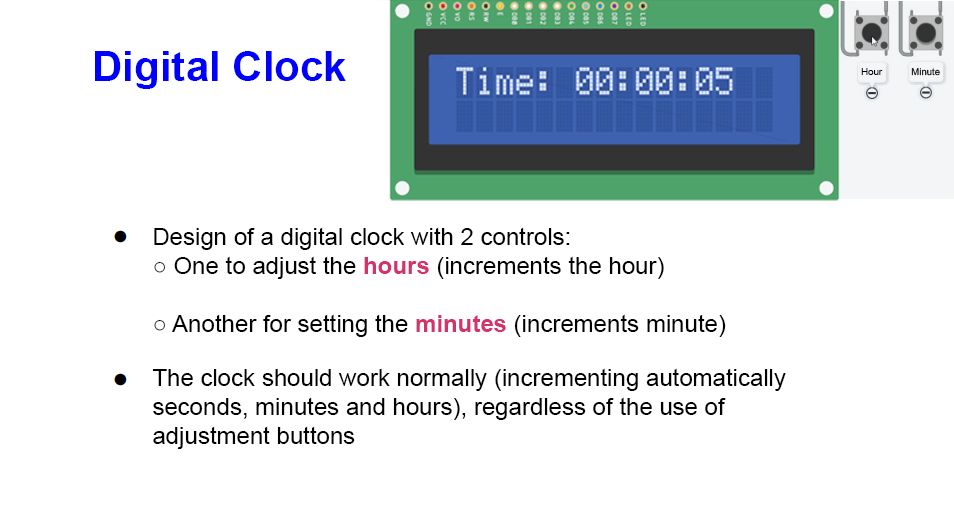 Digital Clock
GND VCC VO RS RW E DB0 DB1 DB2 DB3 DB4 DB5 DB6 DB7 LED LED
Time: 00:00:05
Hour Minute
● Design of a digital clock with 2 controls:
○ One to adjust the hours (increments the hour)
○ Another for setting the minutes (increments minute)
● The clock should work normally (incrementing automatically
seconds, minutes and hours), regardless of the use of
adjustment buttons